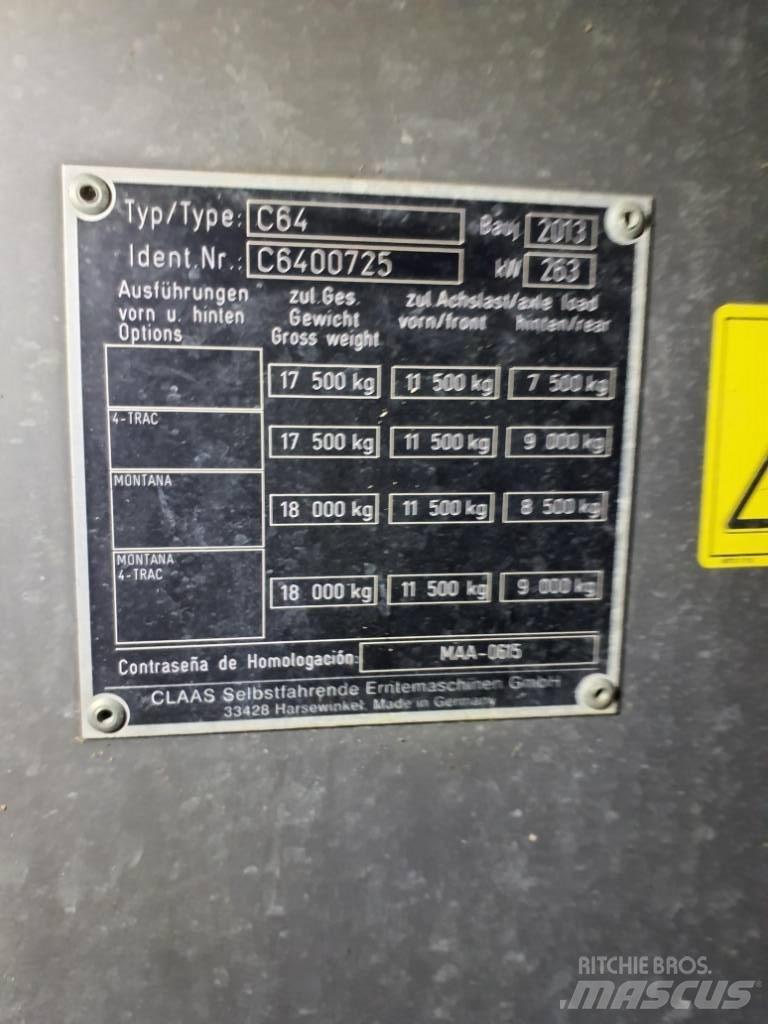 Typ/Type: C64 Bauj. 2013
Ident.Nr.: C6400725 kW 263
Ausführungen vorn u. hinten Options
zul.Ges. Gewicht Gross weight
zul.Achslast/axle load
vorn/front hinten/rear
17 500 kg 11 500 kg 7 500 kg
4-TRAC 17 500 kg 11 500 kg 9 000 kg
MONTANA 18 000 kg 11 500 kg 8 500 kg
MONTANA
4-TRAC 18 000 kg 11 500 kg 9 000 kg
Contraseña de Homologación: MAA-0615
CLAAS Selbstfahrende Erntemaschinen GmbH
33428 Harsewinkel, Made in Germany
RITCHIE BROS.
MASCUS